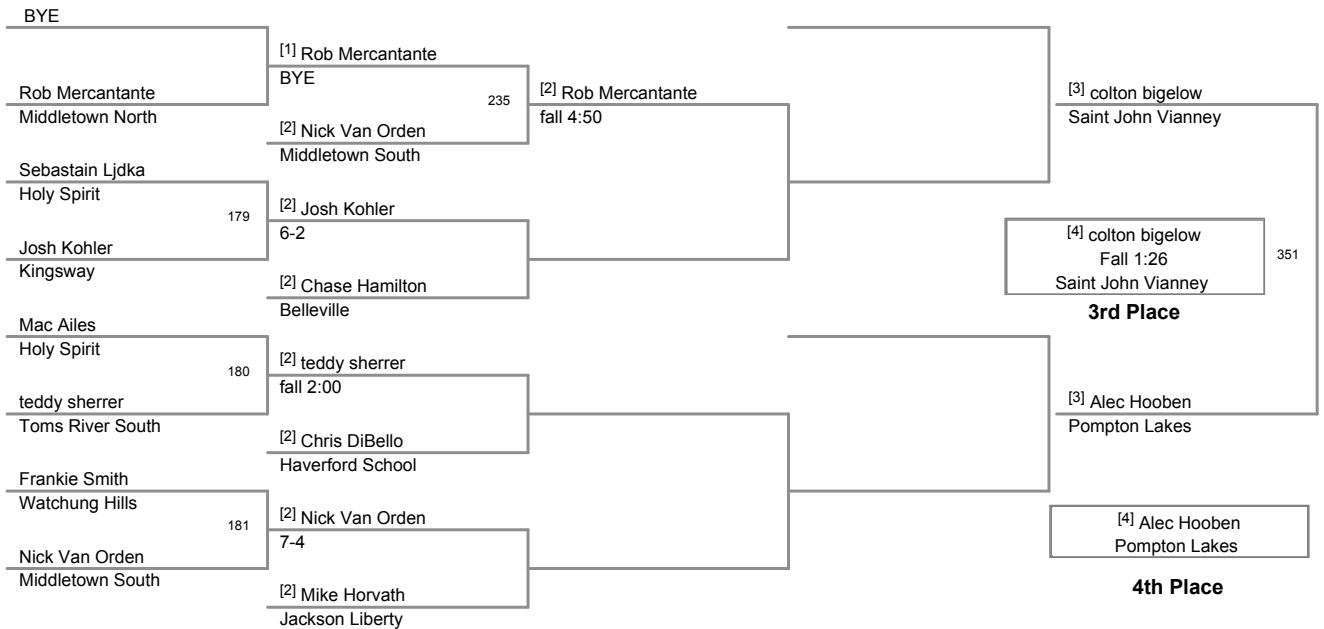 BYE
Rob Mercantante
Middletown North
Sebastain Ljdka
Holy Spirit
179
Josh Kohler
Kingsway
Mac Ailes
Holy Spirit
180
teddy sherrer
Toms River South
Frankie Smith
Watchung Hills
181
Nick Van Orden
Middletown South
[1] Rob Mercantante
BYE
235
[2] Nick Van Orden
Middletown South
[2] Josh Kohler
6-2
[2] Chase Hamilton
Belleville
[2] teddy sherrer
fall 2:00
[2] Chris DiBello
Haverford School
[2] Nick Van Orden
7-4
[2] Mike Horvath
Jackson Liberty
[2] Rob Mercantante
fall 4:50
[3] colton bigelow
Saint John Vianney
[4] colton bigelow
Fall 1:26
Saint John Vianney
351
3rd Place
[3] Alec Hooben
Pompton Lakes
[4] Alec Hooben
Pompton Lakes
4th Place